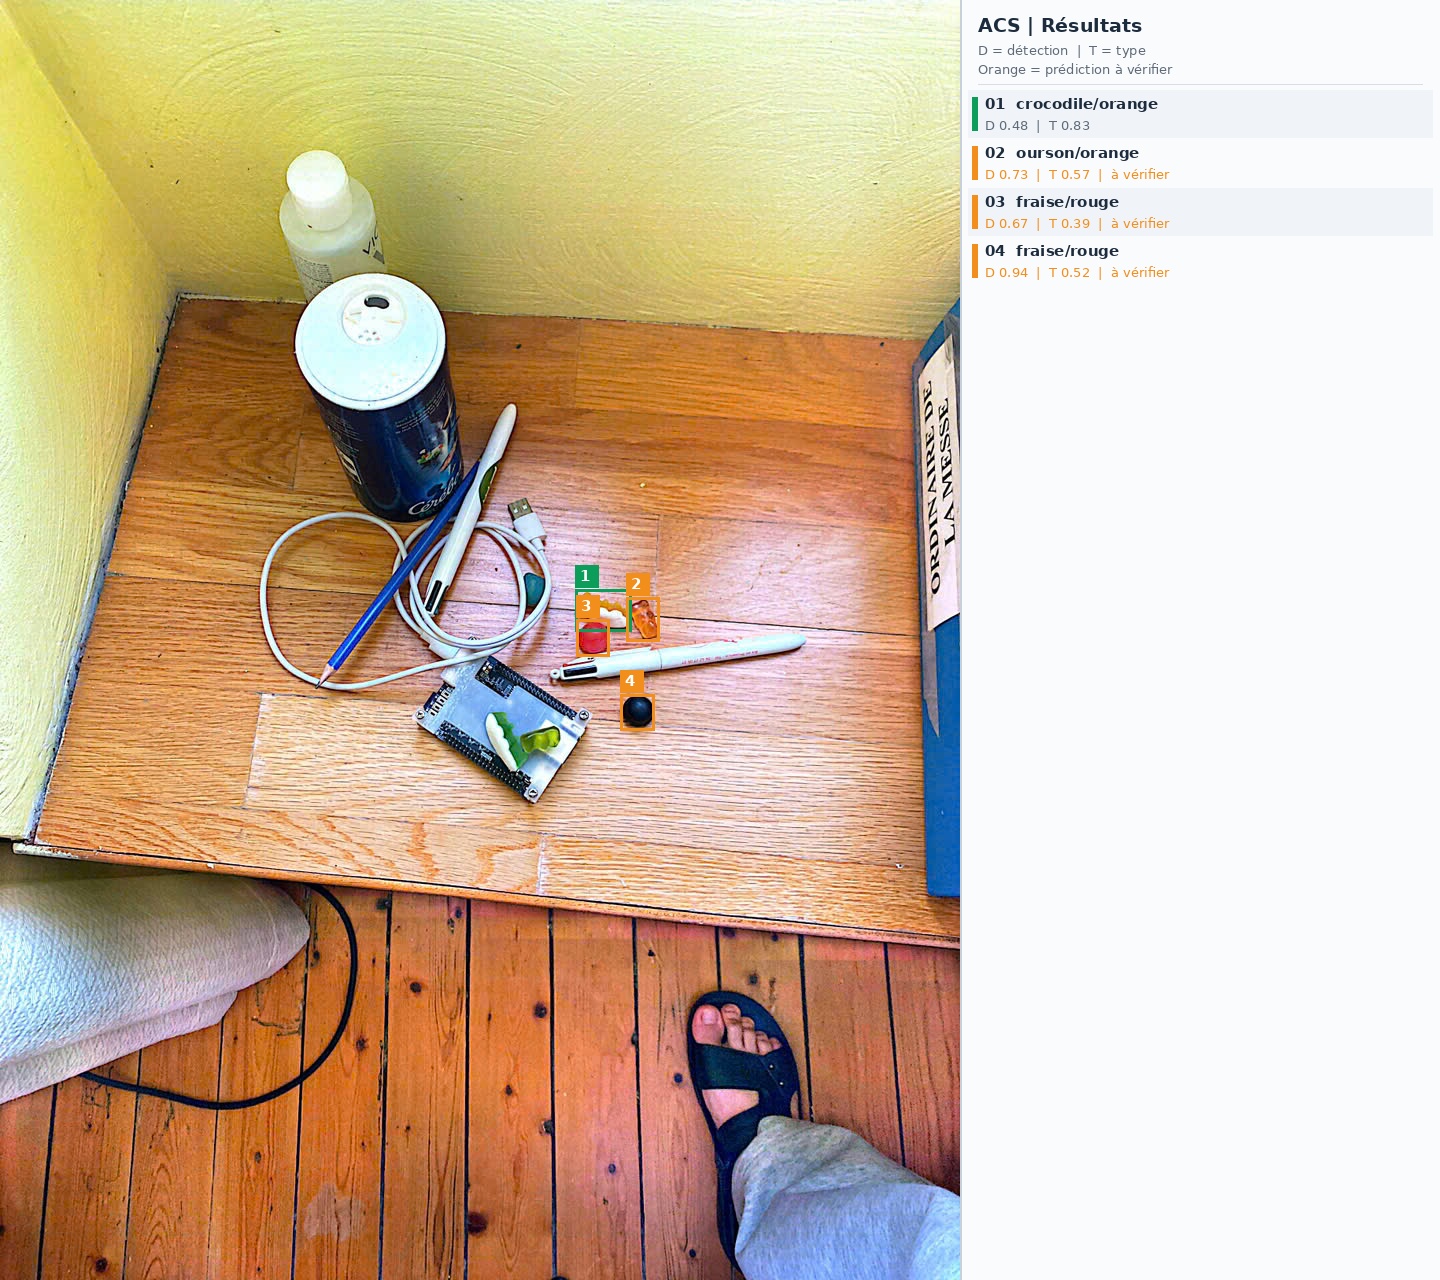 ACS | Résultats
D = détection | T = type
Orange = prédiction à vérifier
01 crocodile/orange
D 0.48 | T 0.83
02 ourson/orange
D 0.73 | T 0.57 | à vérifier
03 fraise/rouge
D 0.67 | T 0.39 | à vérifier
04 fraise/rouge
D 0.94 | T 0.52 | à vérifier
ORDINAIRE DE
LA MESSE
1
2
3
4